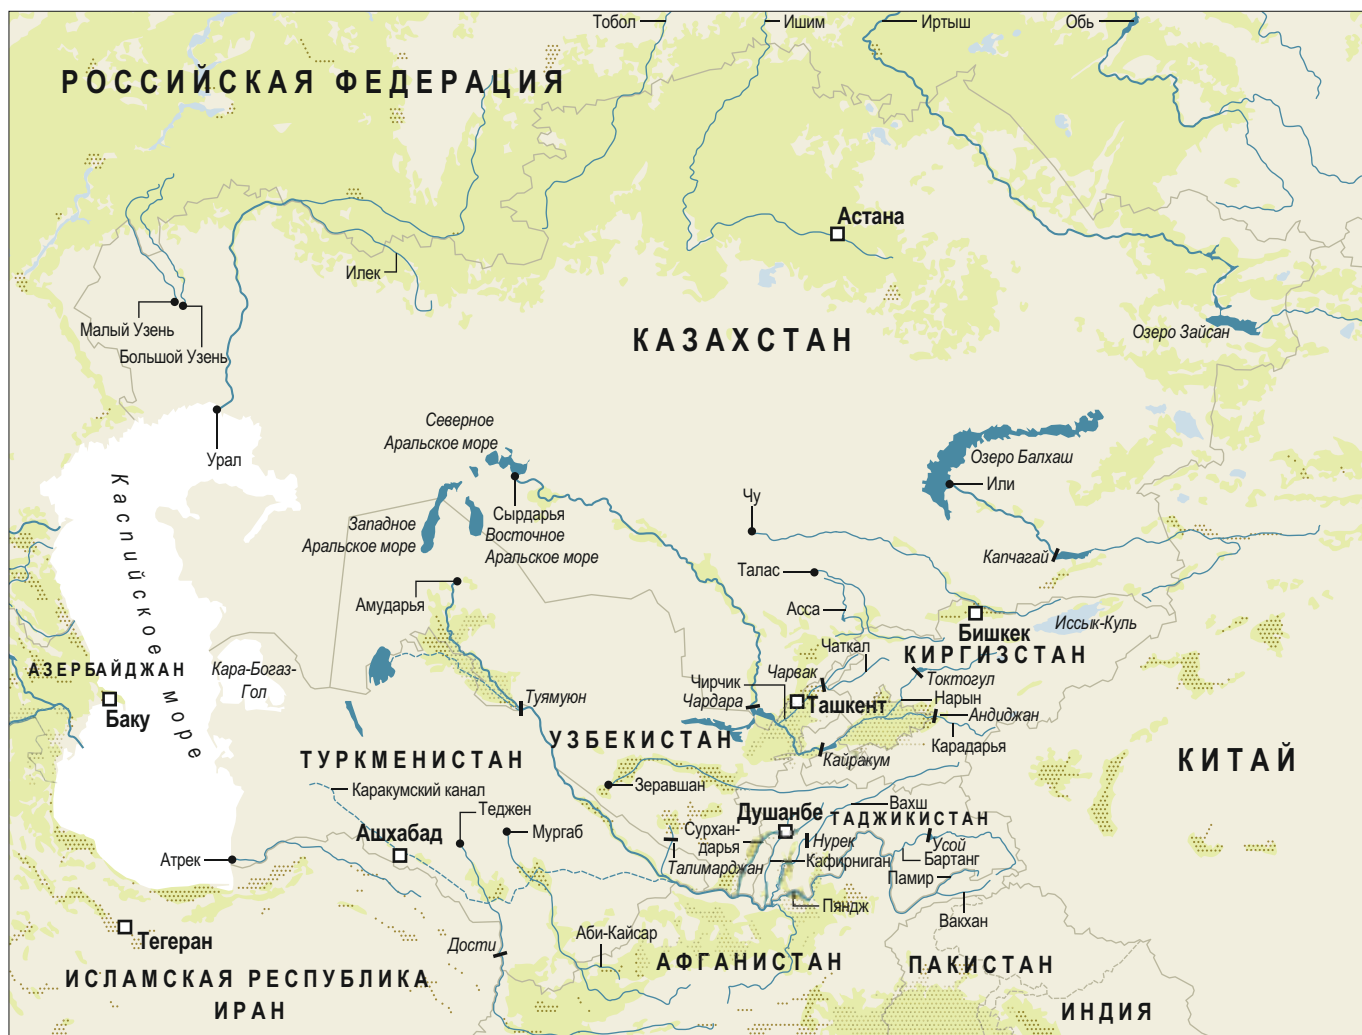 Тобол
Ишим
Иртыш
Обь
РОССИЙСКАЯ ФЕДЕРАЦИЯ
Астана
Илек
Малый Узень
Большой Узень
КАЗАХСТАН
Озеро Зайсан
Северное
Аральское море
Урал
Озеро Балхаш
Или
Чу
Сырдарья
Западное
Аральское море
Восточное
Аральское море
Капчагай
Каспийское море
Талас
Амударья
Асса
Бишкек
Иссык-Куль
Чаткал
КИРГИЗСТАН
АЗЕРБАЙДЖАН
Кара-Богаз-
Гол
Чарвак
Токтогул
Чирчик
Чардара
Ташкент
Нарын
Туямуюн
Андиджан
Баку
УЗБЕКИСТАН
Карадарья
ТУРКМЕНИСТАН
Кайракум
КИТАЙ
Каракумский канал
Зеравшан
Теджен
Вахш
Душанбе
ТАДЖИКИСТАН
Ашхабад
Мургаб
Сурхан-
дарья
Нурек
Усой
Атрек
Талимарджан
Кафирниган
Бартанг
Памир
Пяндж
Вакхан
Тегеран
Дости
Аби-Кайсар
АФГАНИСТАН
ПАКИСТАН
ИСЛАМСКАЯ РЕСПУБЛИКА
ИРАН
ИНДИЯ